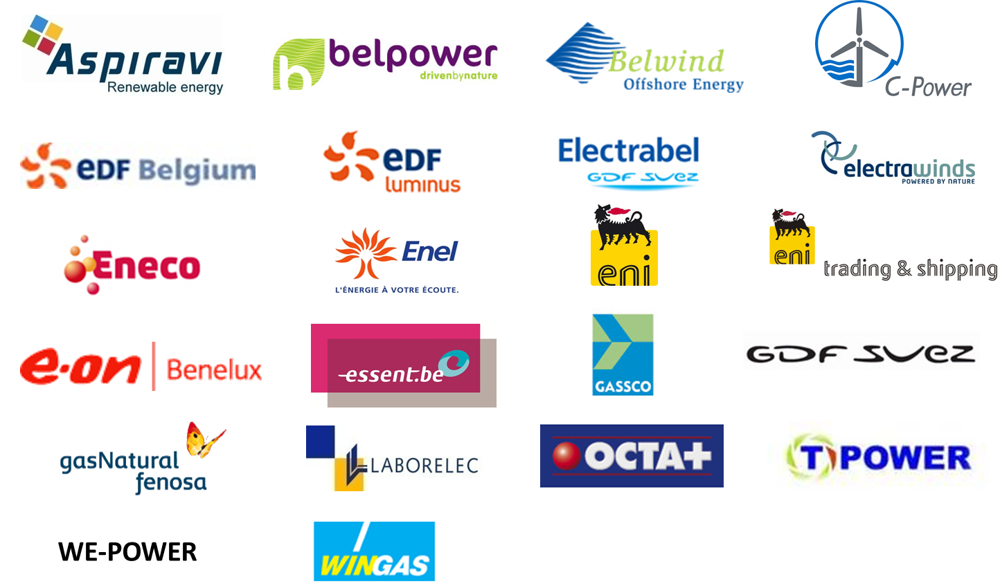 Aspiravi
Renewable energy
b belpower
drivenbynature
Belwind
Offshore Energy
C-Power
eDF Belgium
eDF
luminus
Electrabel
GDF SUEZ
electrawinds
POWERED BY NATURE
Eneco
Enel
L'ÉNERGIE À VOTRE ÉCOUTE.
eni
eni
trading & shipping
e·on Benelux
essent.be
GASSCO
GDF SUEZ
gasNatural
fenosa
LABORELEC
OCTA+
T POWER
WE-POWER
WINGAS